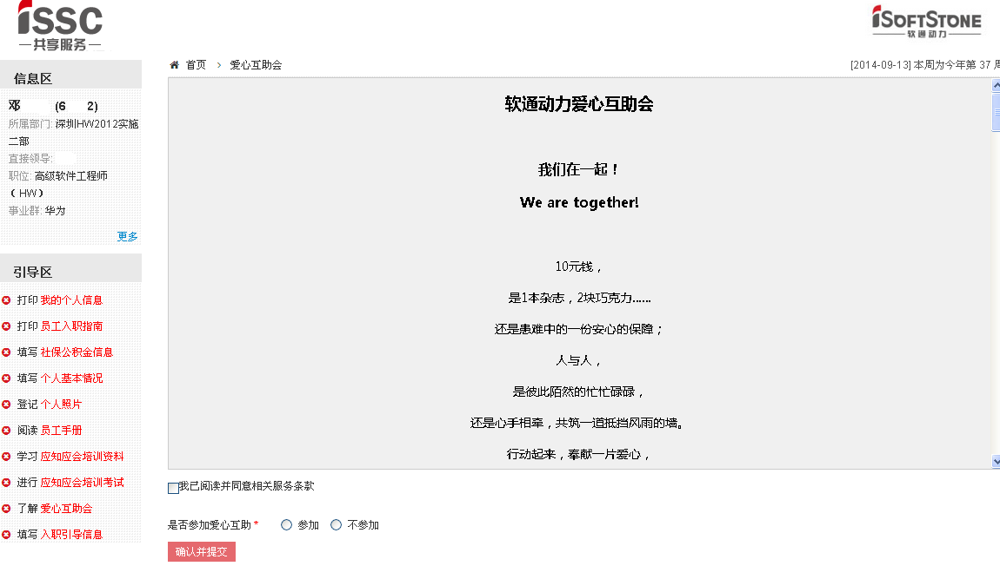 iSSC
共享服务
iSOFTSTONE
软通动力
首页 > 爱心互助会
[2014-09-13] 本周为今年第 37 周
信息区
邓 (6 2)
所属部门: 深圳HW2012实施
二部
直接领导:
职位: 高级软件工程师
（HW）
事业群: 华为
更多
引导区
打印 我的个人信息
打印 员工入职指南
填写 社保公积金信息
填写 个人基本情况
登记 个人照片
阅读 员工手册
学习 应知应会培训资料
进行 应知应会培训考试
了解 爱心互助会
填写 入职引导信息
软通动力爱心互助会
我们在一起！
We are together!
10元钱，
是1本杂志，2块巧克力......
还是患难中的一份安心的保障；
人与人，
是彼此陌然的忙忙碌碌，
还是心手相牵，共筑一道抵挡风雨的墙。
行动起来，奉献一片爱心，
我已阅读并同意相关服务条款
是否参加爱心互助 * 参加 不参加
确认并提交